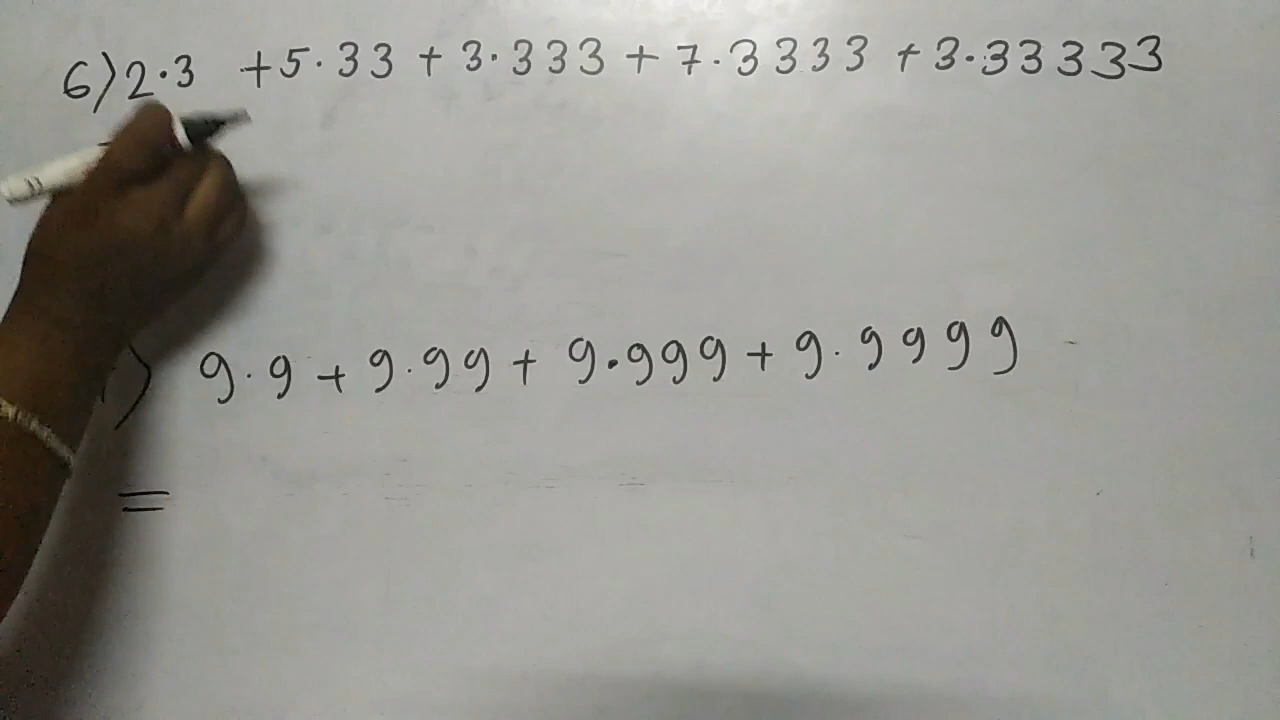 6) 2.3 + 5.33 + 3.333 + 7.3333 + 3.33333
) 9.9 + 9.99 + 9.999 + 9.9999
=